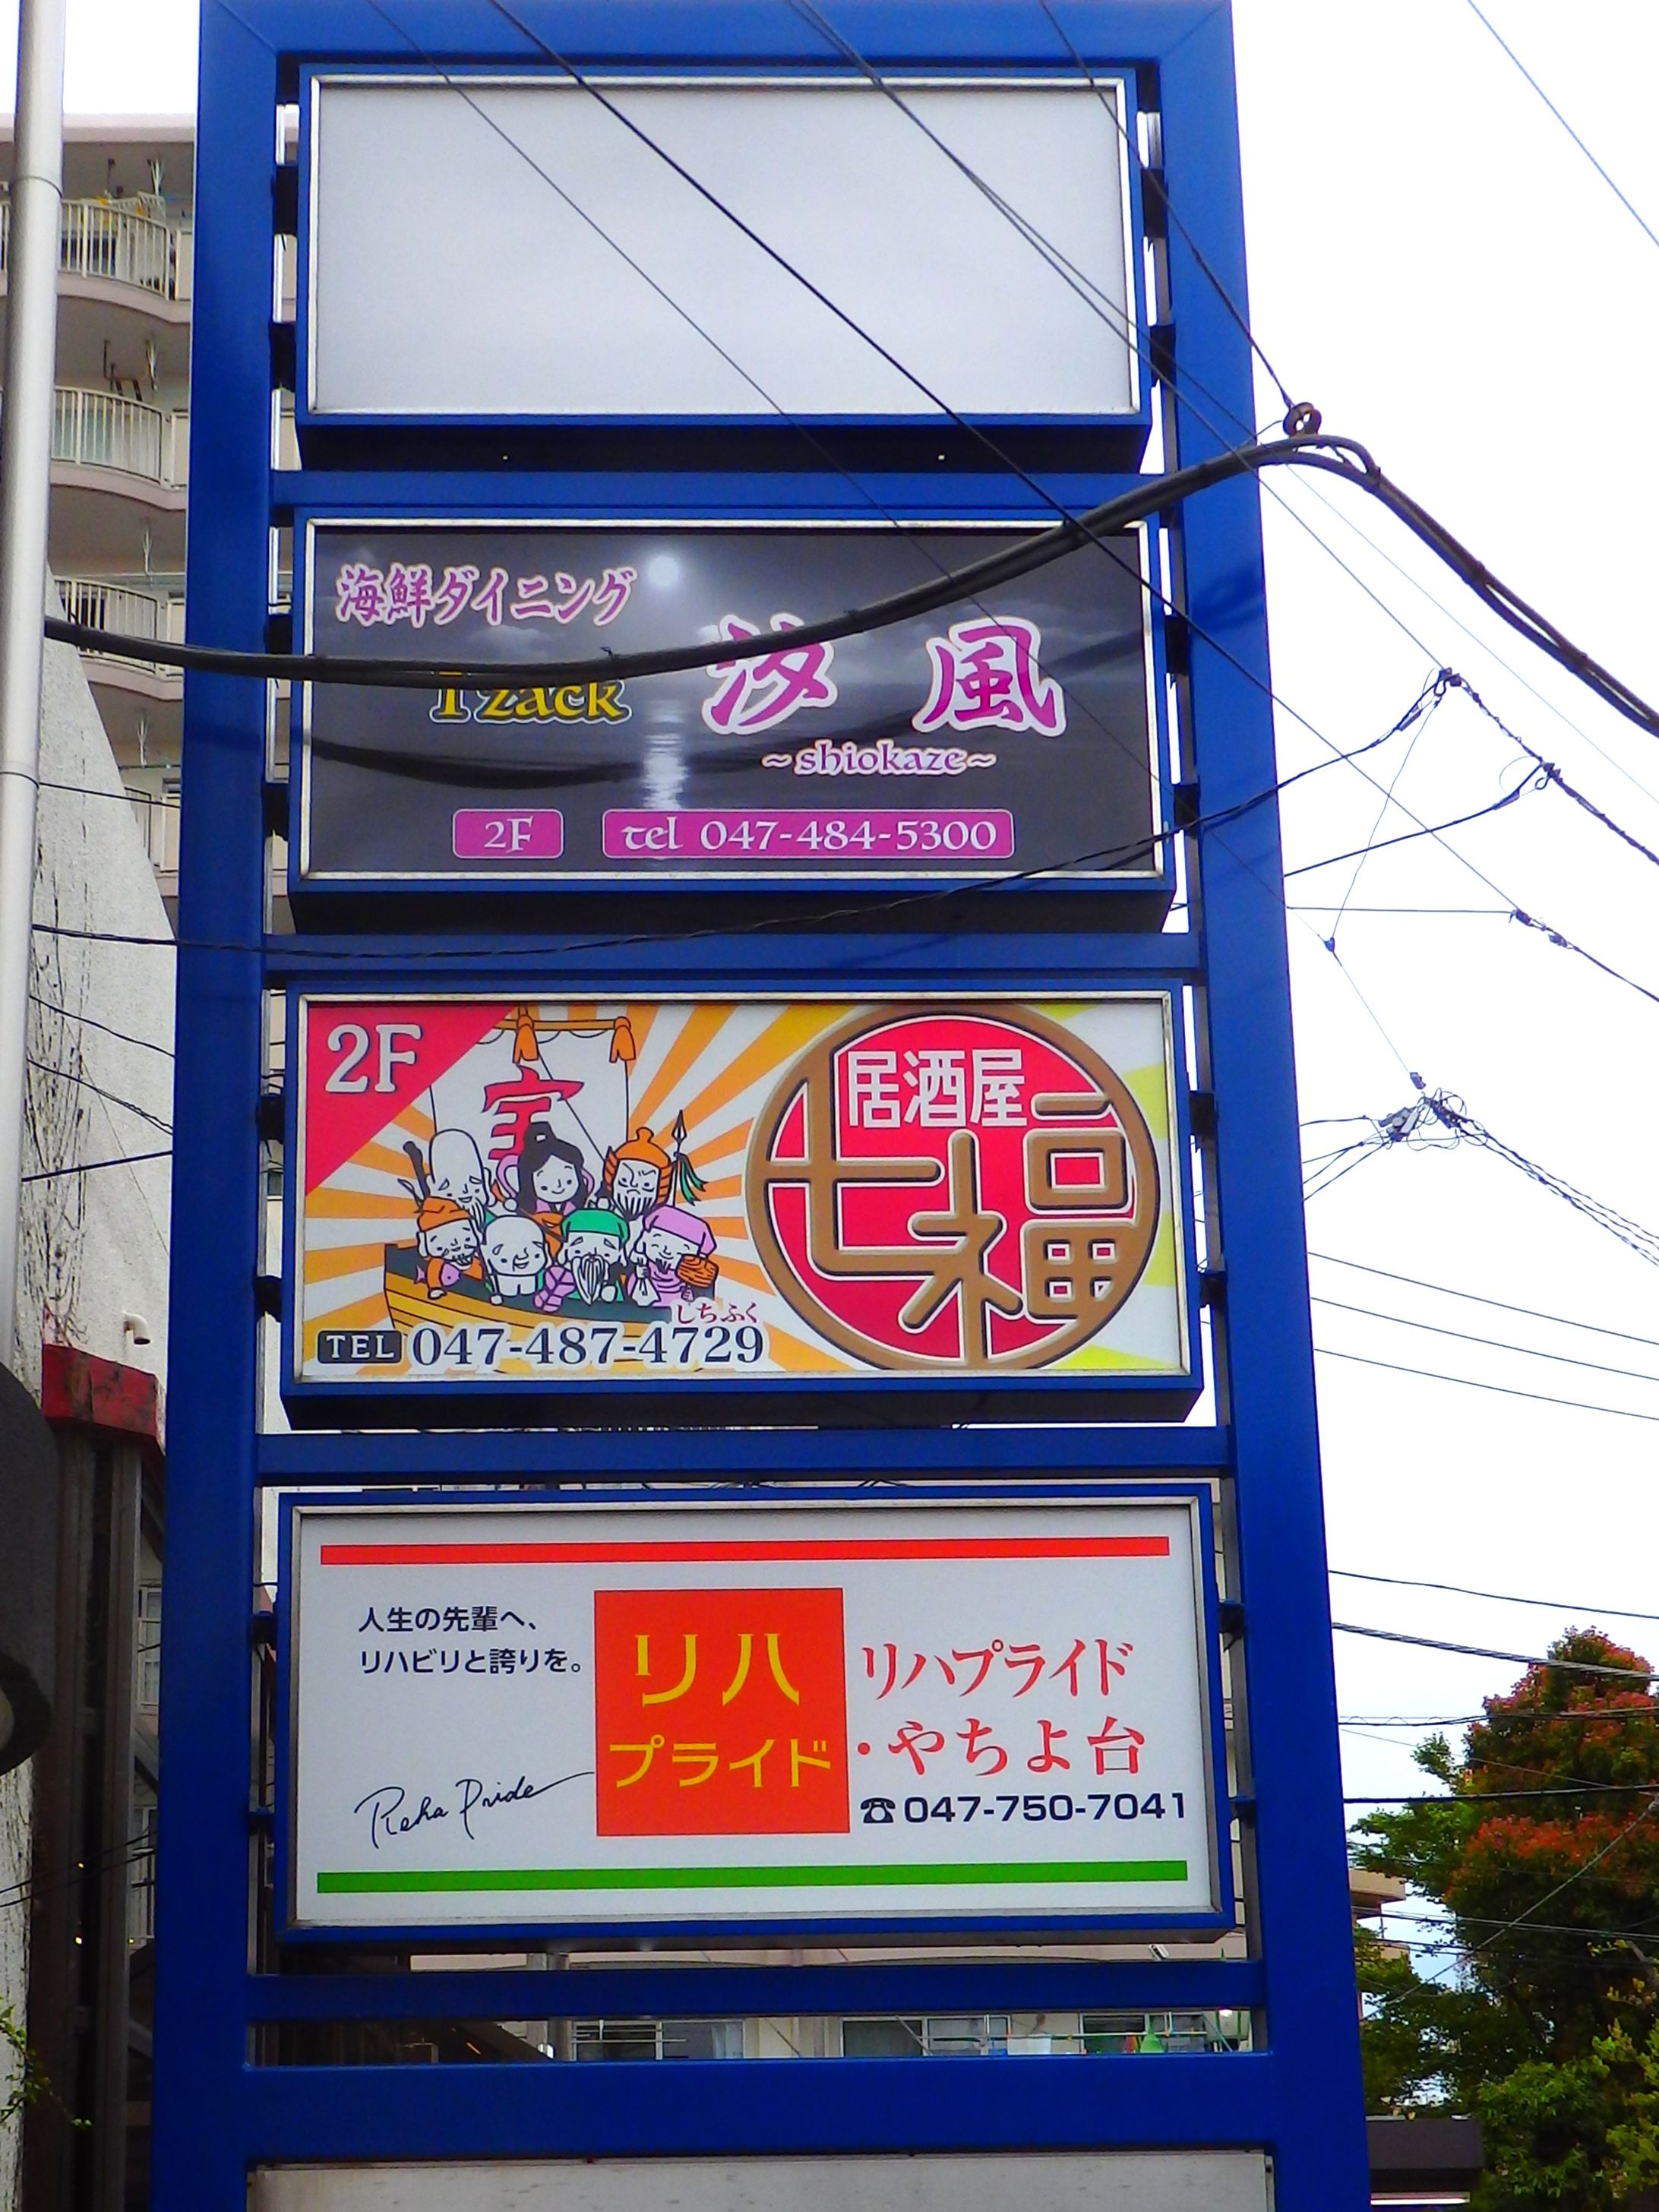 海鮮ダイニング
I zack
汐風
~shiokaze~
2F
tel 047-484-5300
2F
宝
居酒屋
七福
しちふく
TEL 047-487-4729
人生の先輩へ、
リハビリと誇りを。
Reha Pride
リハ
プライド
リハプライド
・やちよ台
☎047-750-7041